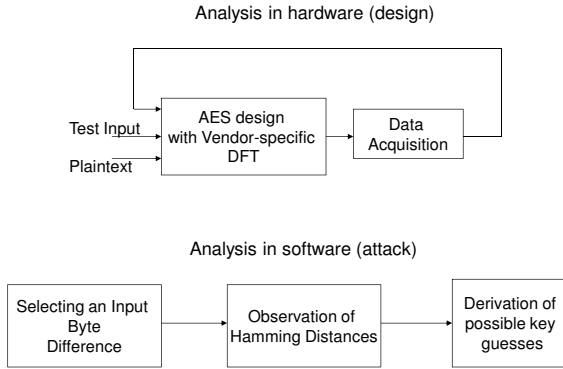 Analysis in hardware (design)
AES design
with Vendor-specific
DFT
Data
Acquisition
Test Input
Plaintext
Analysis in software (attack)
Selecting an Input
Byte
Difference
Observation of
Hamming Distances
Derivation of
possible key
guesses